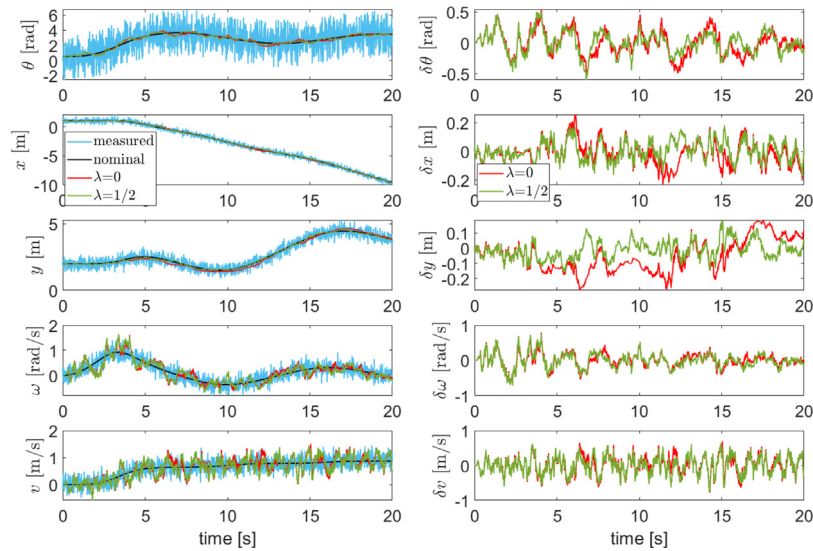 6
4
2
0
-2
θ [rad]
0 5 10 15 20
0.5
0
-0.5
δθ [rad]
0 5 10 15 20
0
-10
x [m]
measured
nominal
λ=0
λ=1/2
0 5 10 15 20
0.2
0
-0.2
δx [m]
λ=0
λ=1/2
0 5 10 15 20
5
0
y [m]
0 5 10 15 20
0.1
0
-0.1
-0.2
δy [m]
0 5 10 15 20
2
1
0
-1
ω [rad/s]
0 5 10 15 20
1
0
-1
δω [rad/s]
0 5 10 15 20
2
1
0
-1
v [m/s]
0 5 10 15 20
time [s]
1
0
-1
δv [m/s]
0 5 10 15 20
time [s]